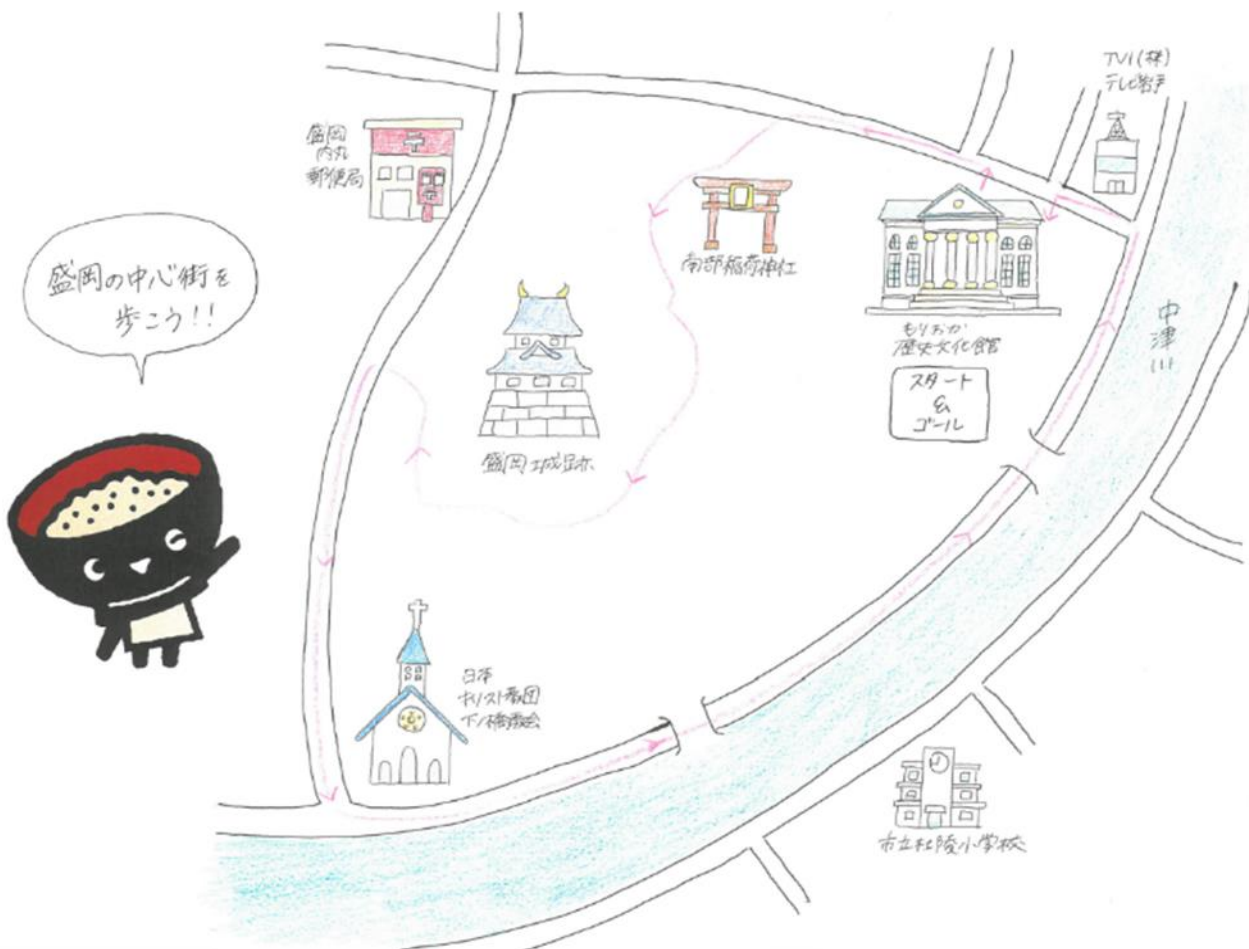 TVI(株)
テレビ岩手
盛岡
内丸
郵便局
盛岡の中心街を
歩こう!!
南部稲荷神社
もりおか
歴史文化館
スタート
&
ゴール
中津川
盛岡城跡
日本
キリスト教団
下ノ橋教会
市立杜陵小学校